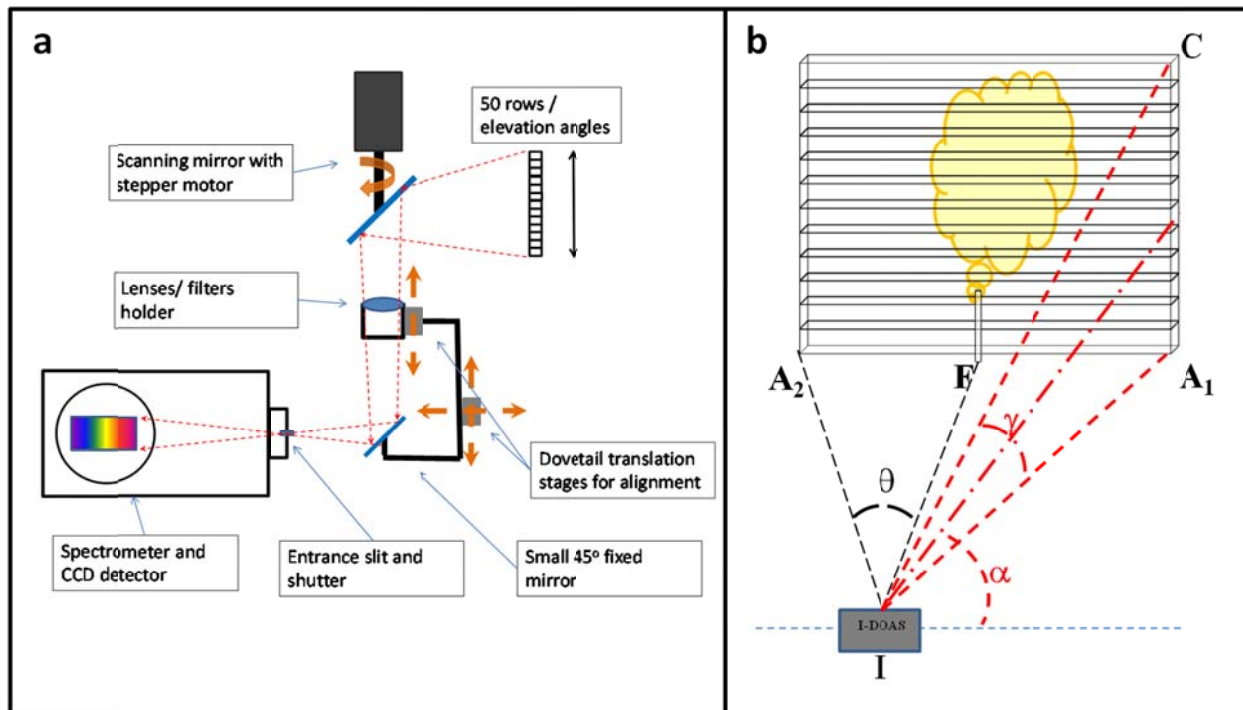 a
50 rows /
elevation angles
Scanning mirror with
stepper motor
Lenses/ filters
holder
Dovetail translation
stages for alignment
Spectrometer and
CCD detector
Entrance slit and
shutter
Small 45º fixed
mirror
b
C
A2
F
A1
γ
θ
α
I-DOAS
I